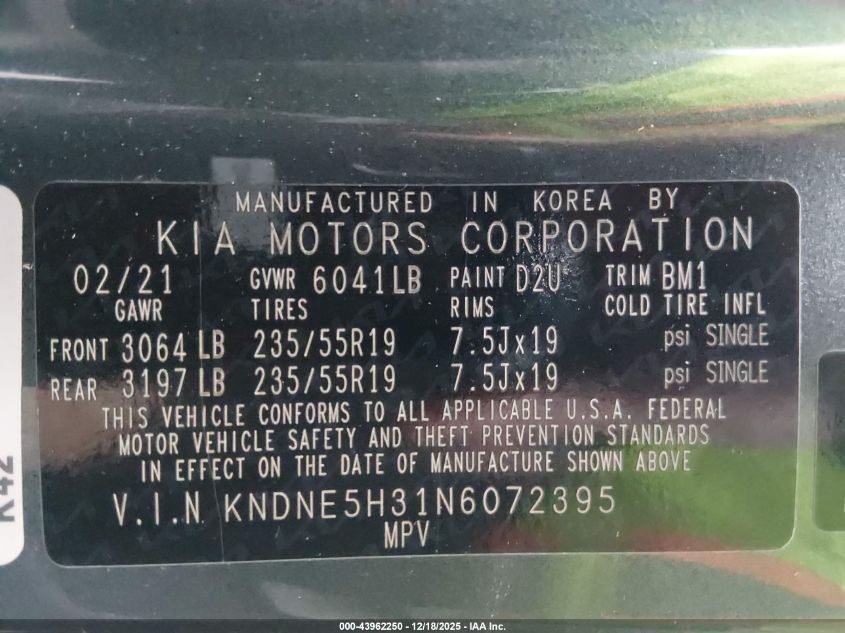 MANUFACTURED IN KOREA BY
KIA MOTORS CORPORATION
02/21 GVWR 6041LB PAINT D2U TRIM BM1
GAWR TIRES RIMS COLD TIRE INFL
FRONT 3064 LB 235/55R19 7.5Jx19 psi SINGLE
REAR 3197 LB 235/55R19 7.5Jx19 psi SINGLE
THIS VEHICLE CONFORMS TO ALL APPLICABLE U.S.A. FEDERAL
MOTOR VEHICLE SAFETY AND THEFT PREVENTION STANDARDS
IN EFFECT ON THE DATE OF MANUFACTURE SHOWN ABOVE
V.I.N KNDNE5H31N6072395
MPV
K42
000-43962250 - 12/18/2025 - IAA Inc.